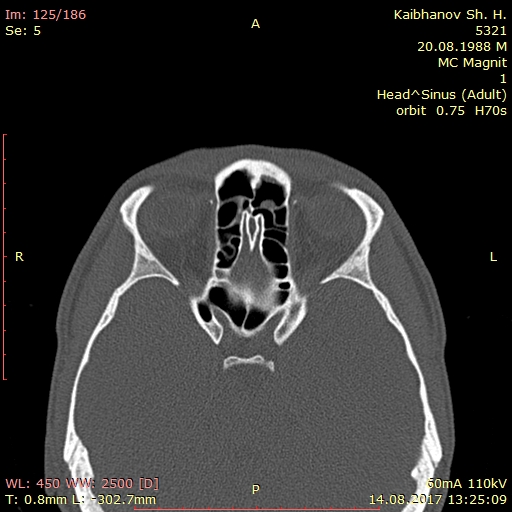 Im: 125/186
Se: 5
A
Kaibhanov Sh. H.
5321
20.08.1988 M
MC Magnit
1
Head^Sinus (Adult)
orbit 0.75 H70s
R
L
WL: 450 WW: 2500 [D]
T: 0.8mm L: -302.7mm
P
60mA 110kV
14.08.2017 13:25:09